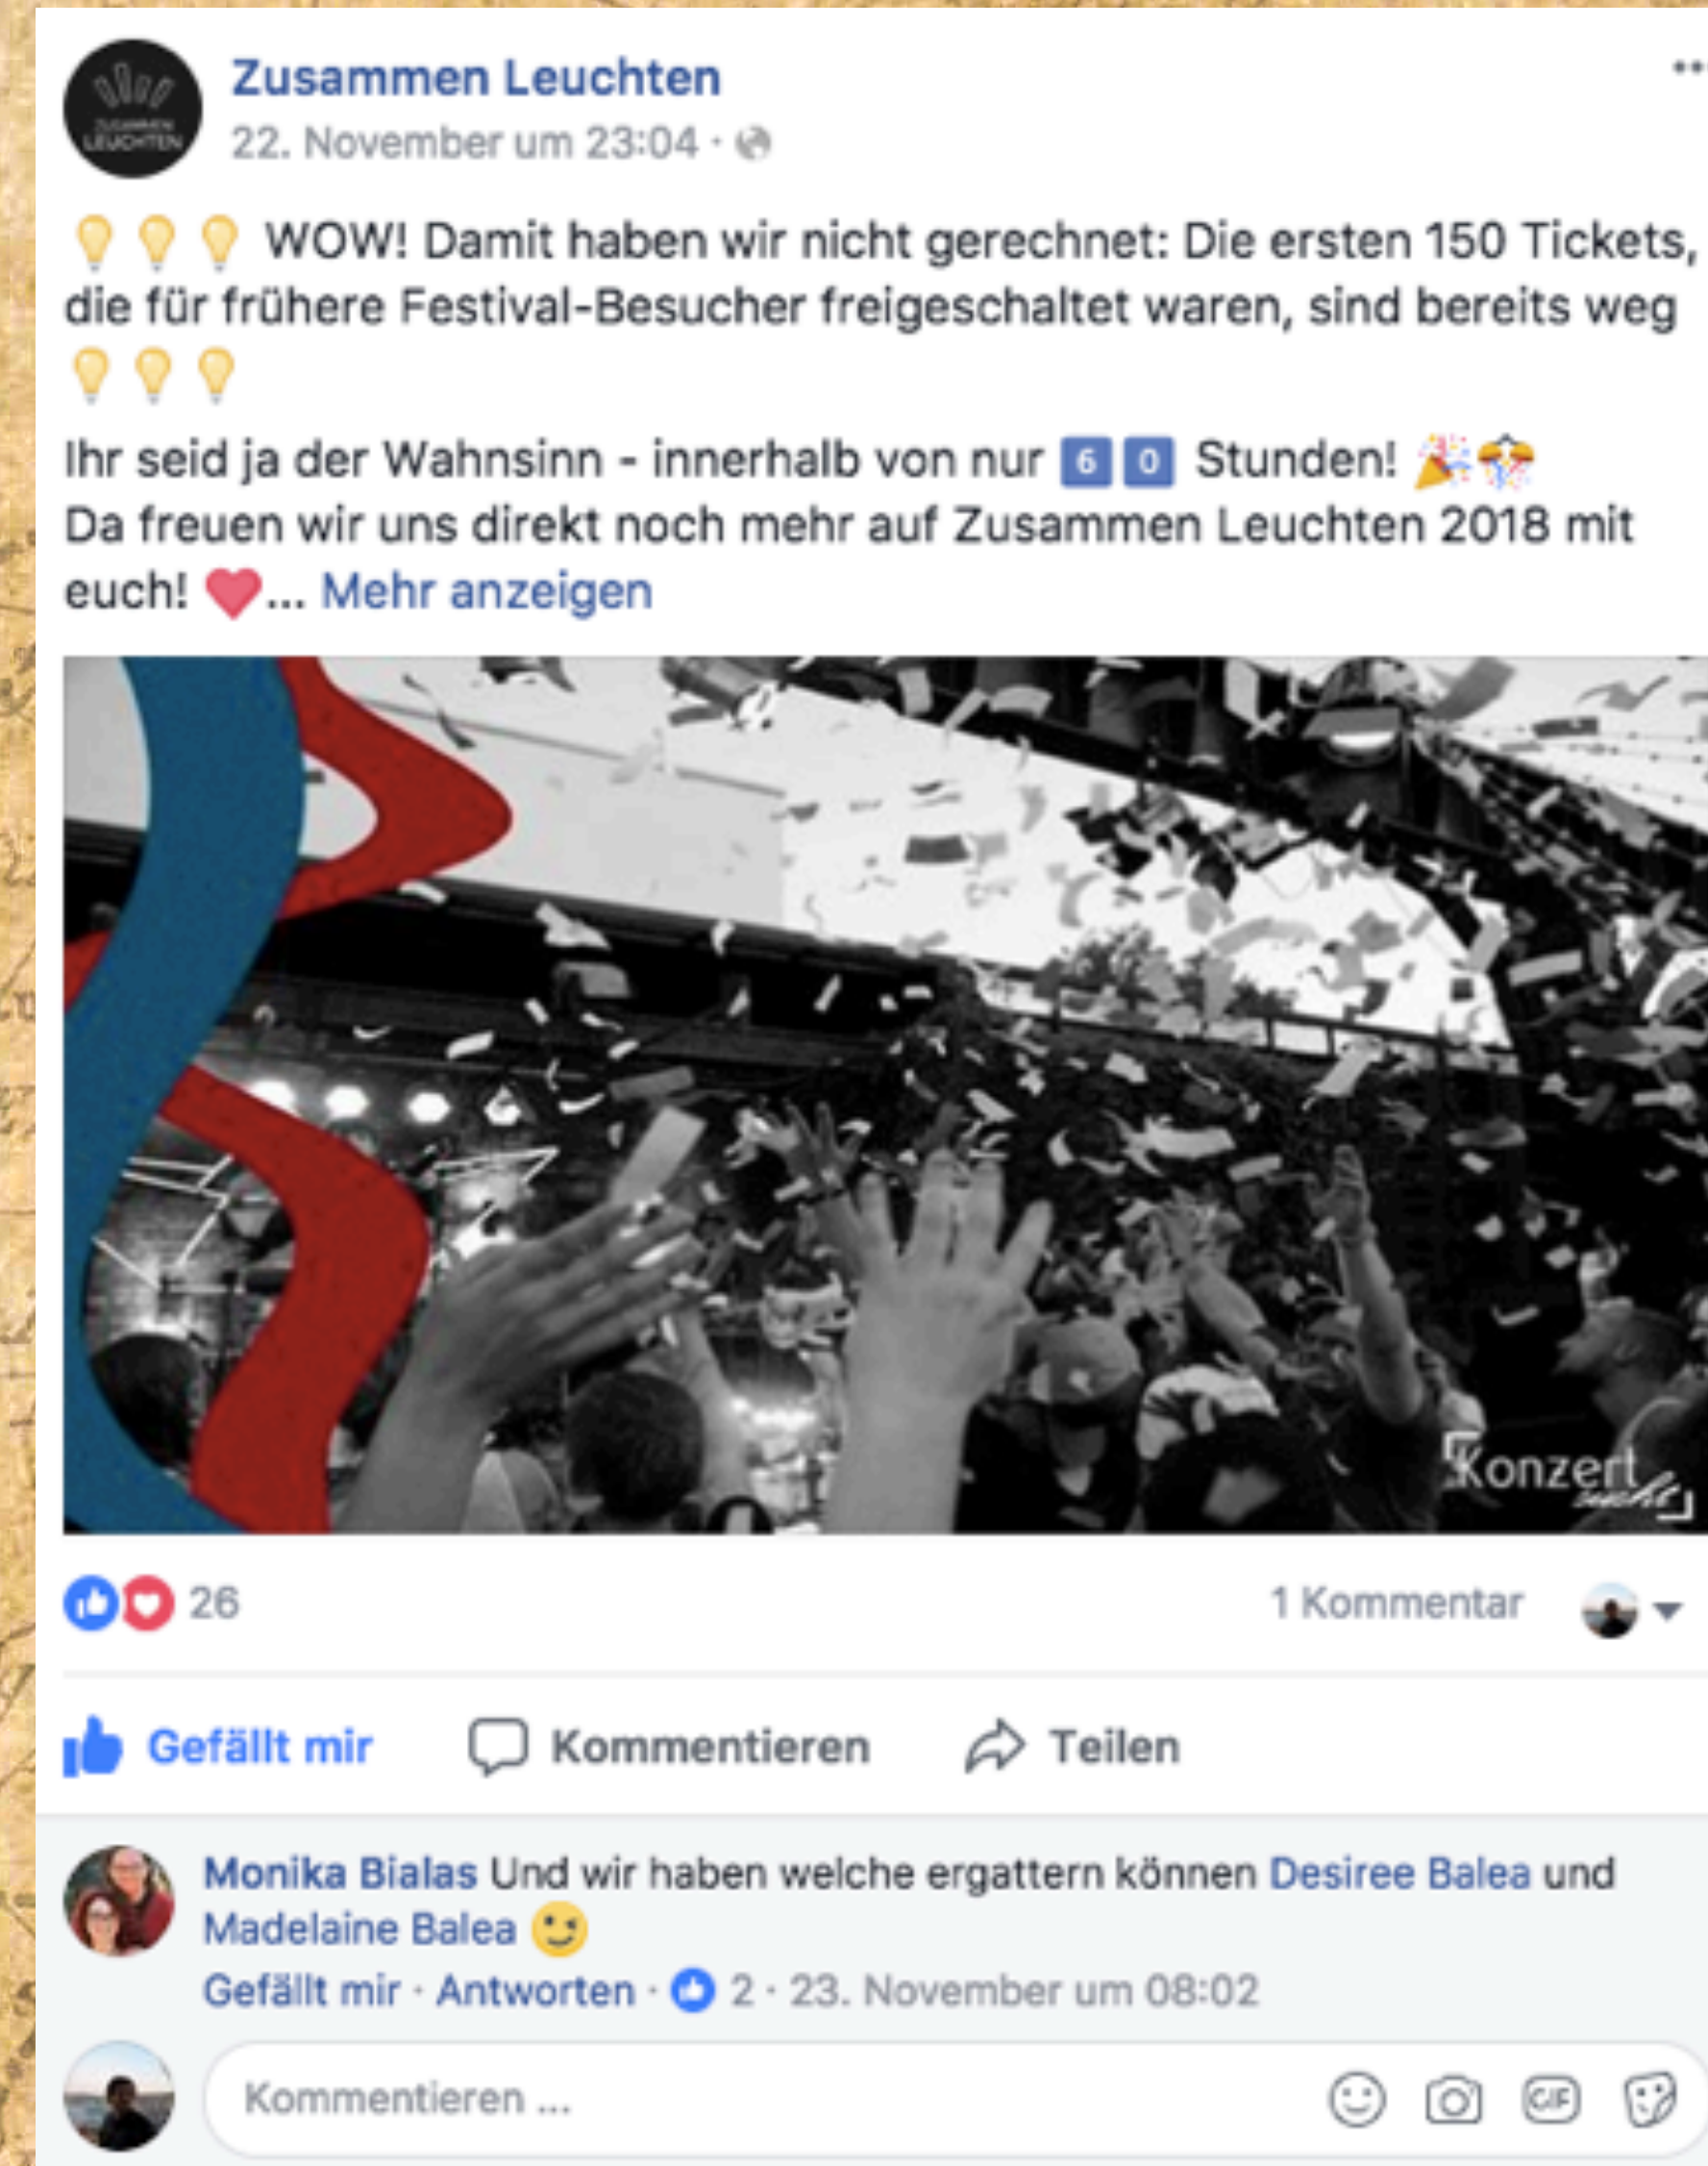 ZUSAMMEN
LEUCHTEN
Zusammen Leuchten
22. November um 23:04 ·
💡 💡 💡 WOW! Damit haben wir nicht gerechnet: Die ersten 150 Tickets,
die für frühere Festival-Besucher freigeschaltet waren, sind bereits weg
💡 💡 💡
Ihr seid ja der Wahnsinn - innerhalb von nur 6️⃣ 0️⃣ Stunden! 🎉🎊
Da freuen wir uns direkt noch mehr auf Zusammen Leuchten 2018 mit
euch! ❤️... Mehr anzeigen
Konzert
sucht
26 1 Kommentar
Gefällt mir Kommentieren Teilen
Monika Bialas Und wir haben welche ergattern können Desiree Balea und
Madelaine Balea 😉
Gefällt mir · Antworten · 2 · 23. November um 08:02
Kommentieren ... GIF